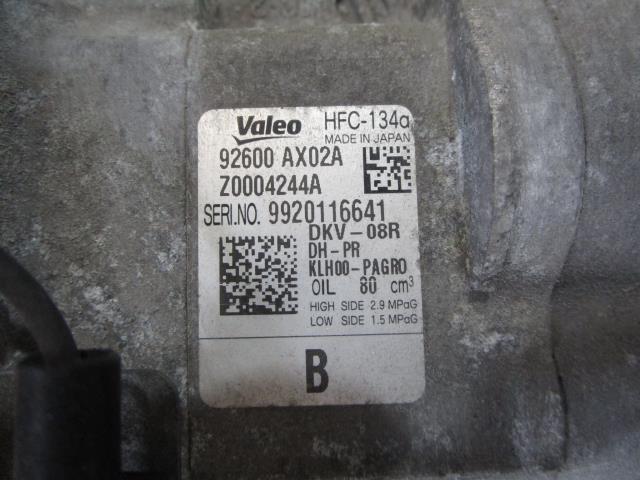 Valeo HFC-134a
MADE IN JAPAN
92600 AX02A
Z0004244A
SERI.NO. 9920116641
DKV-08R
DH-PR
KLH00-PAGRO
OIL 80 cm³
HIGH SIDE 2.9 MPaG
LOW SIDE 1.5 MPaG
B